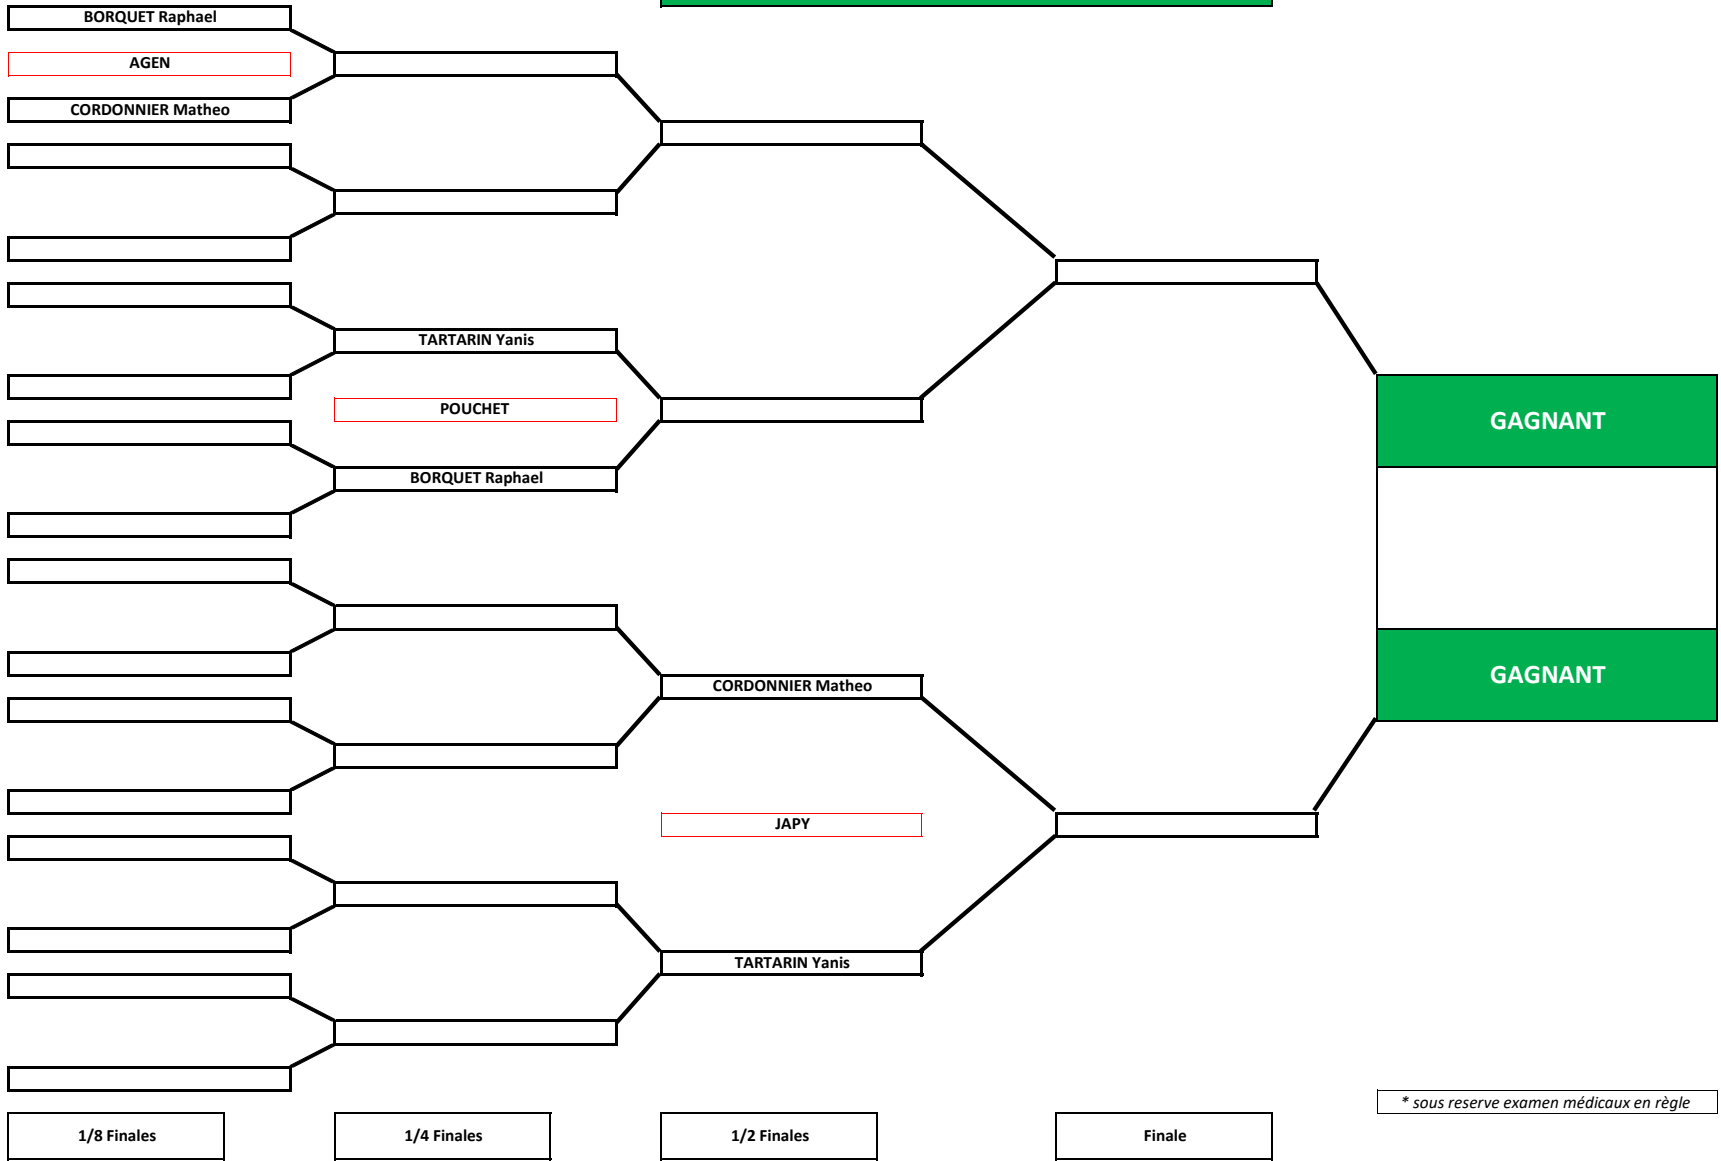 BORQUET Raphael
AGEN
CORDONNIER Matheo
TARTARIN Yanis
POUCHET
BORQUET Raphael
GAGNANT
GAGNANT
CORDONNIER Matheo
JAPY
TARTARIN Yanis
* sous reserve examen médicaux en règle
1/8 Finales
1/4 Finales
1/2 Finales
Finale